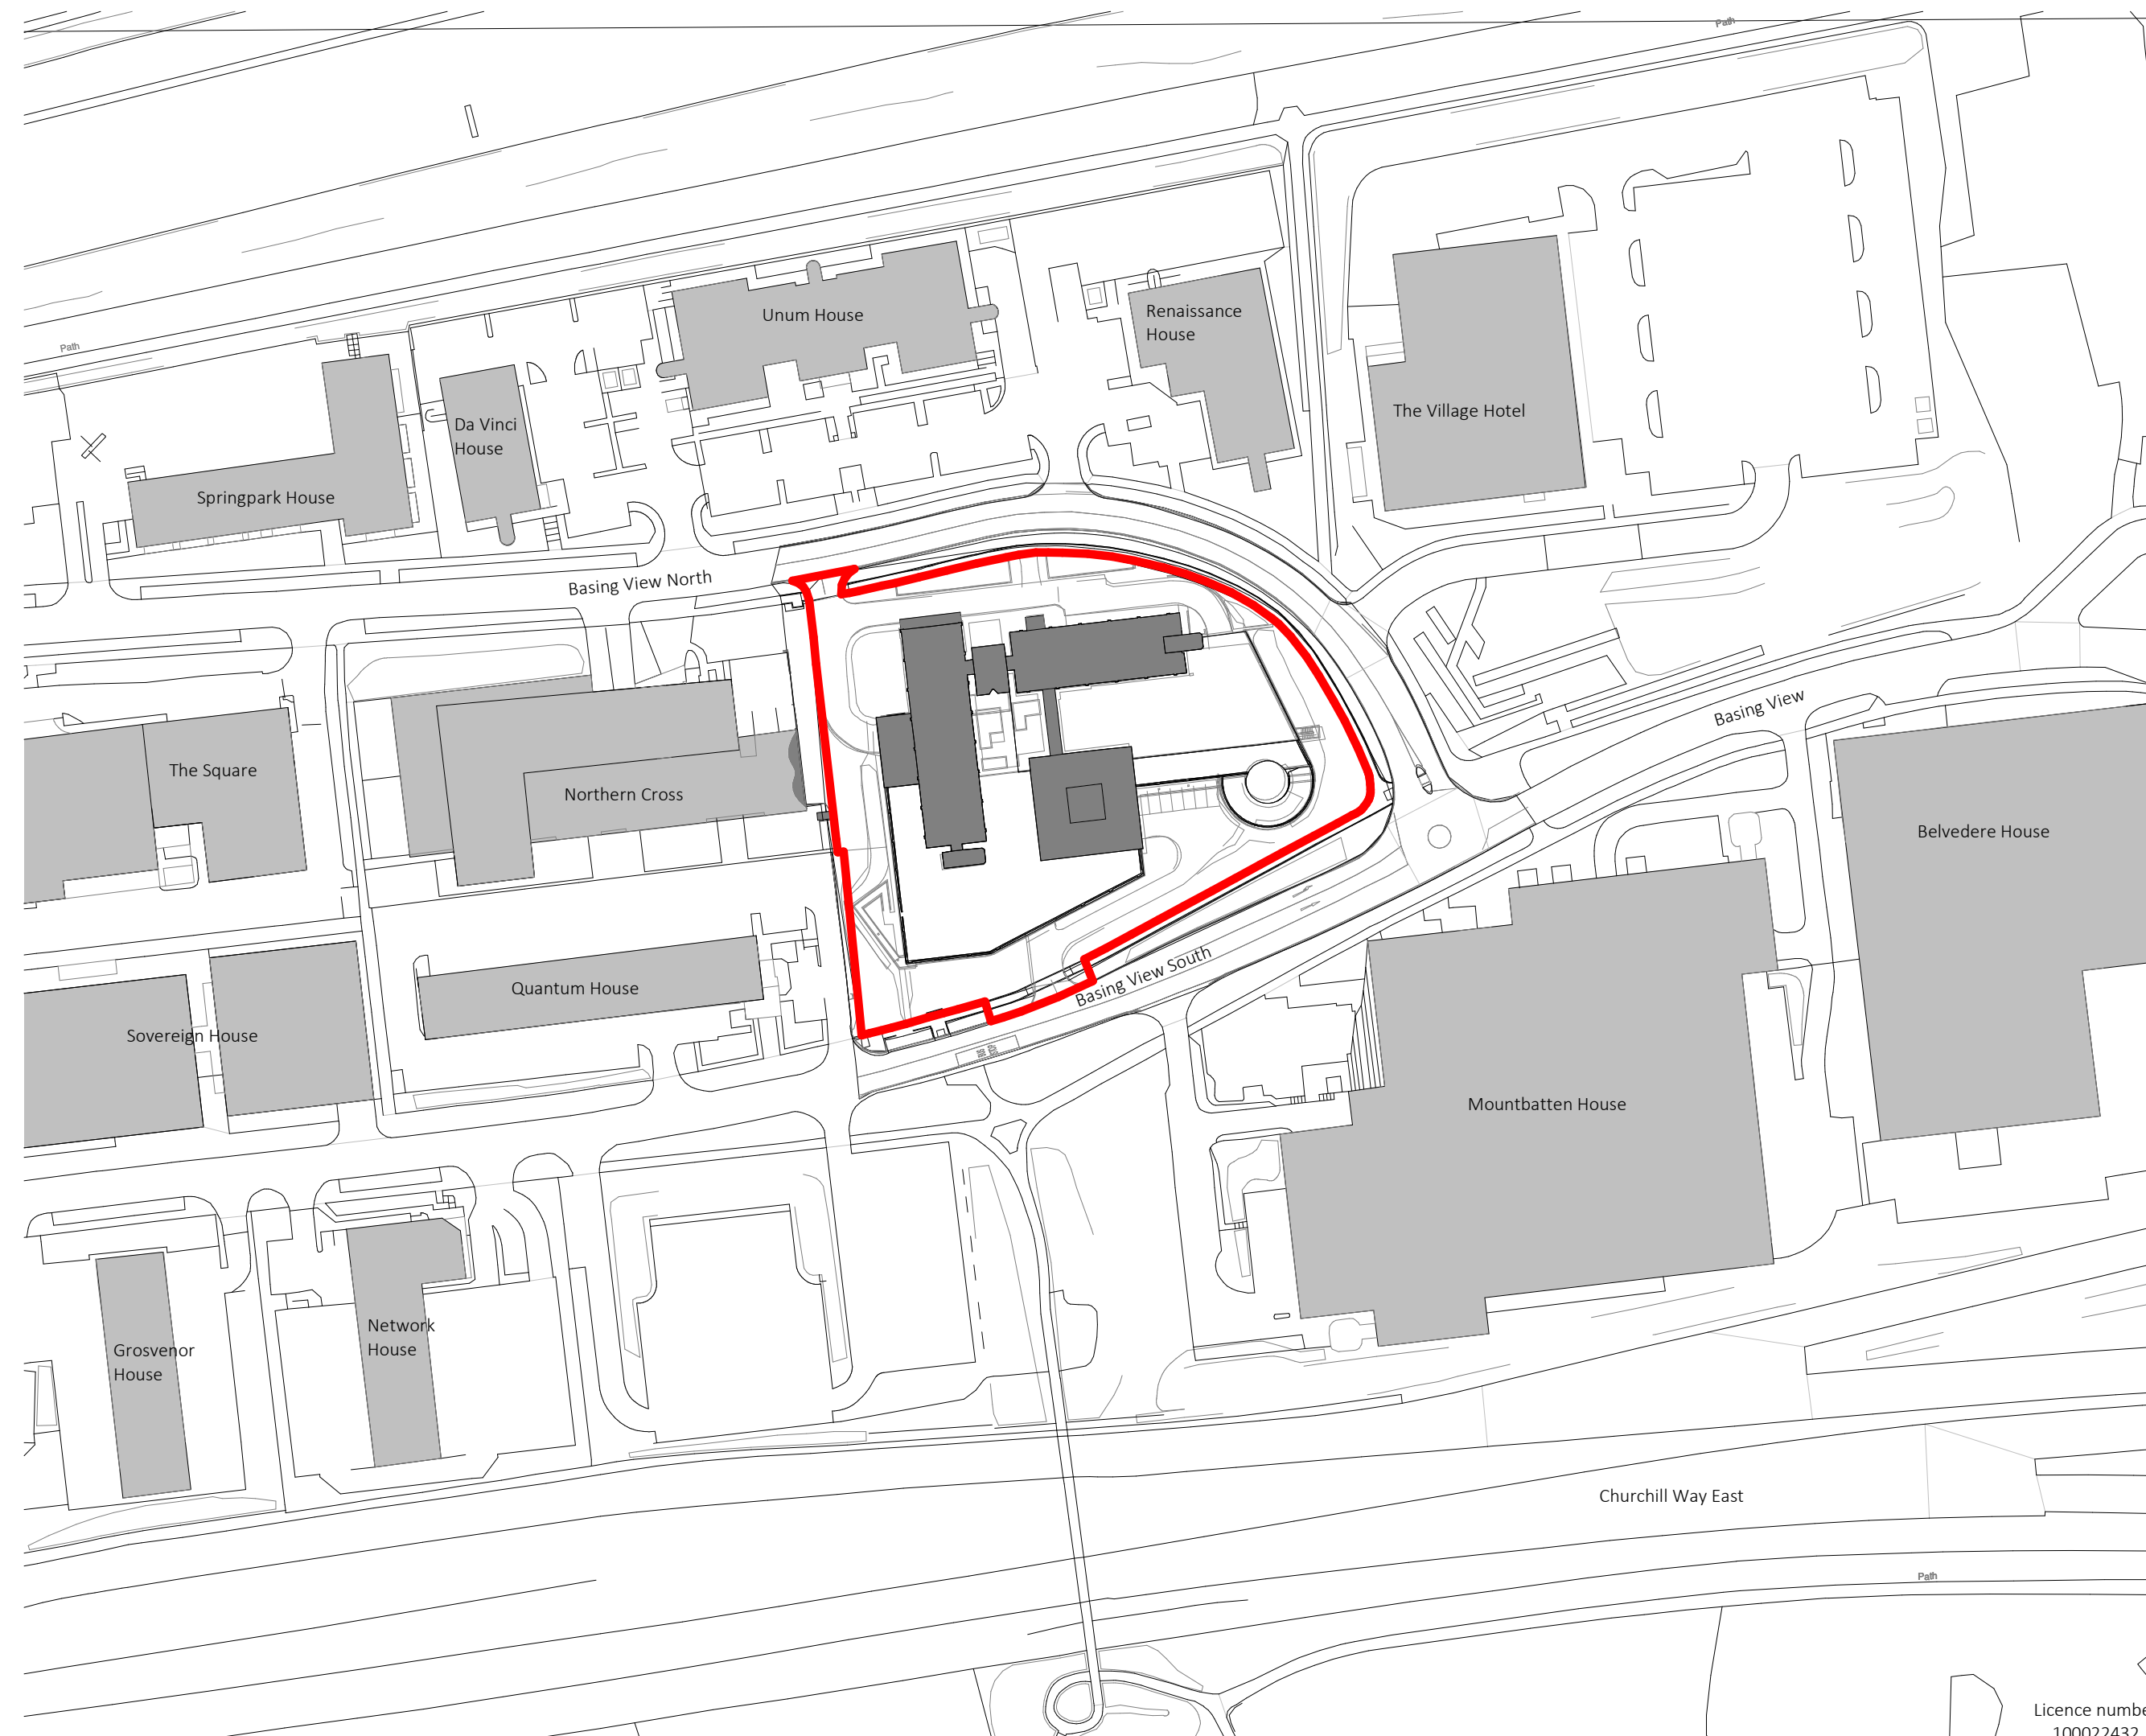 Path
Unum House
Renaissance
House
Path
The Village Hotel
Da Vinci
House
Springpark House
Basing View North
Basing View
The Square
Northern Cross
Belvedere House
Basing View South
Quantum House
Sovereign House
Mountbatten House
Network
House
Grosvenor
House
Churchill Way East
Path
Licence numbe
100022432